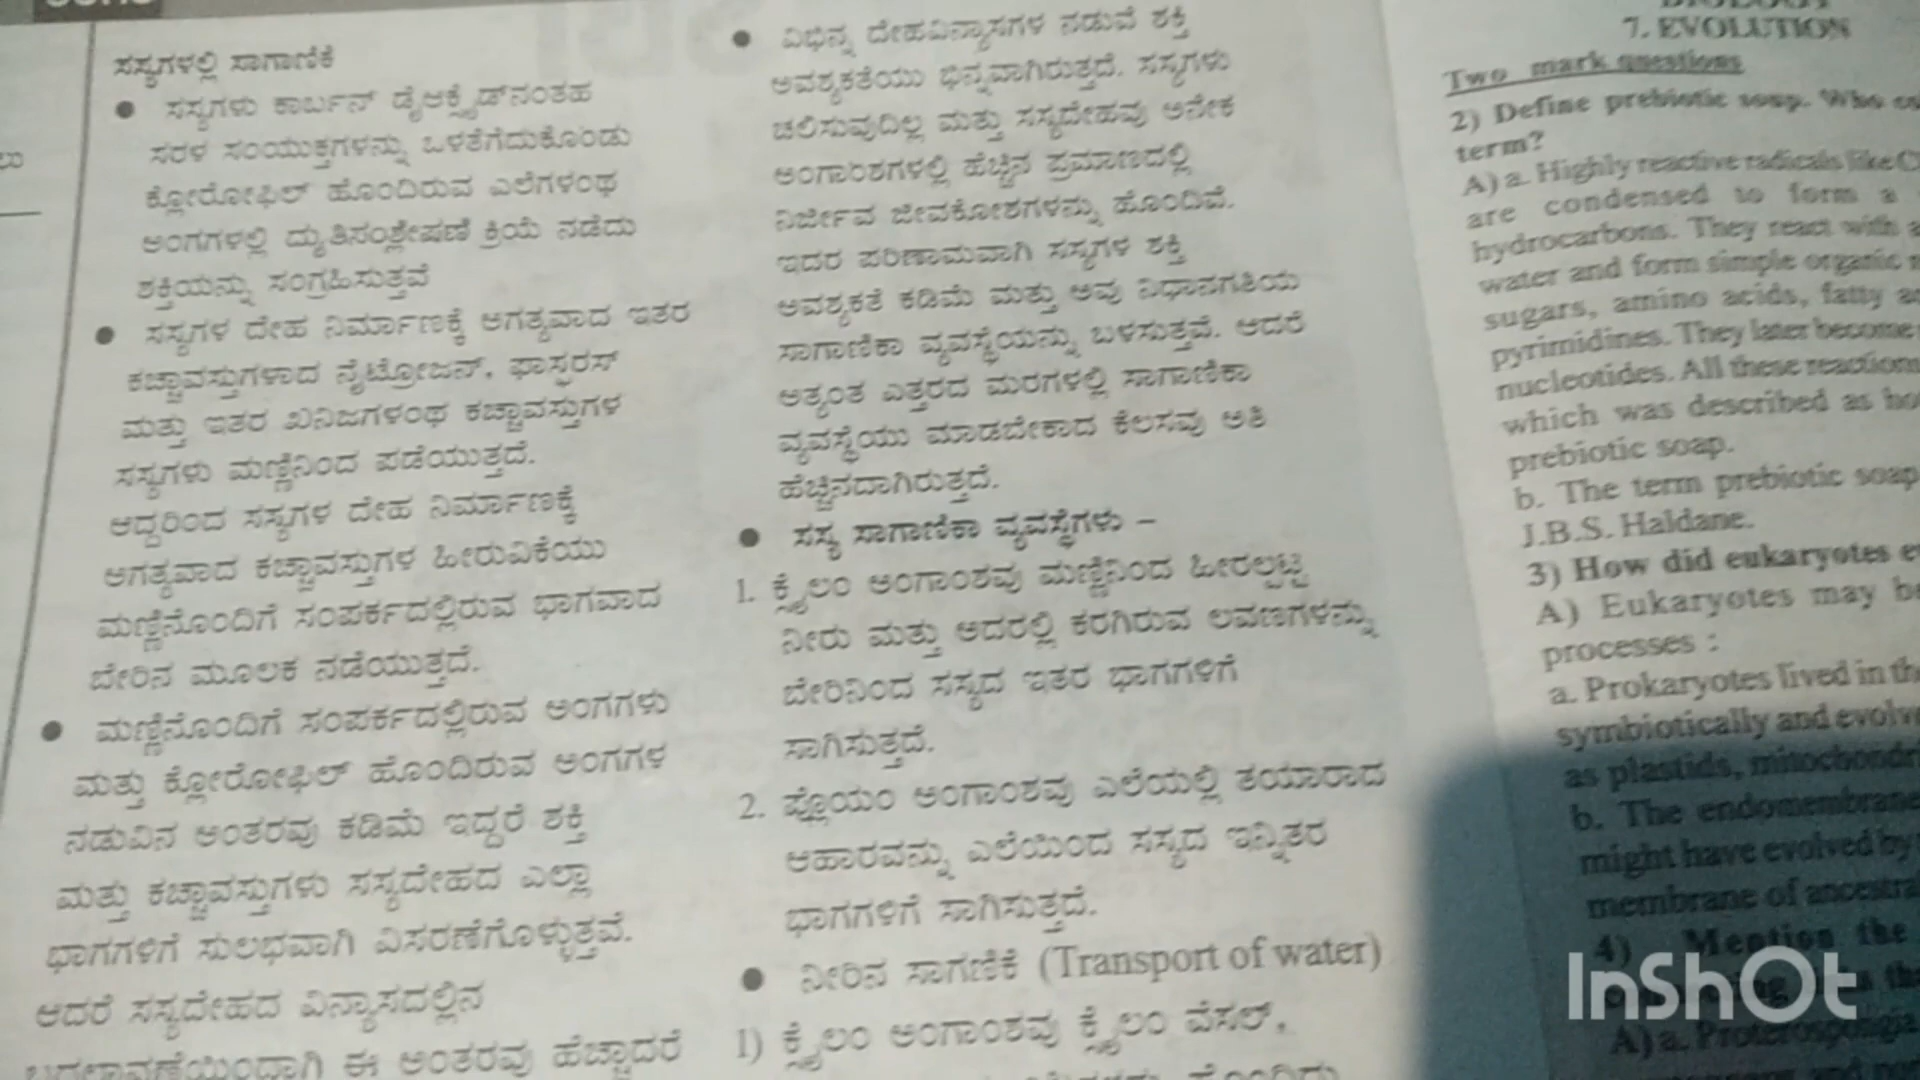 ಸಸ್ಯಗಳಲ್ಲಿ ಸಾಗಾಣಿಕೆ
● ಸಸ್ಯಗಳು ಕಾರ್ಬನ್ ಡೈಆಕ್ಸೈಡ್‌ನಂತಹ
ಸರಳ ಸಂಯುಕ್ತಗಳನ್ನು ಒಳತೆಗೆದುಕೊಂಡು
ಕ್ಲೋರೋಫಿಲ್ ಹೊಂದಿರುವ ಎಲೆಗಳಂಥ
ಅಂಗಗಳಲ್ಲಿ ದ್ಯುತಿಸಂಶ್ಲೇಷಣೆ ಕ್ರಿಯೆ ನಡೆದು
ಶಕ್ತಿಯನ್ನು ಸಂಗ್ರಹಿಸುತ್ತವೆ
● ಸಸ್ಯಗಳ ದೇಹ ನಿರ್ಮಾಣಕ್ಕೆ ಅಗತ್ಯವಾದ ಇತರ
ಕಚ್ಚಾವಸ್ತುಗಳಾದ ನೈಟ್ರೋಜನ್, ಫಾಸ್ಫರಸ್
ಮತ್ತು ಇತರ ಖನಿಜಗಳಂಥ ಕಚ್ಚಾವಸ್ತುಗಳ
ಸಸ್ಯಗಳು ಮಣ್ಣಿನಿಂದ ಪಡೆಯುತ್ತದೆ.
ಆದ್ದರಿಂದ ಸಸ್ಯಗಳ ದೇಹ ನಿರ್ಮಾಣಕ್ಕೆ
ಅಗತ್ಯವಾದ ಕಚ್ಚಾವಸ್ತುಗಳ ಹೀರುವಿಕೆಯು
ಮಣ್ಣಿನೊಂದಿಗೆ ಸಂಪರ್ಕದಲ್ಲಿರುವ ಭಾಗವಾದ
ಬೇರಿನ ಮೂಲಕ ನಡೆಯುತ್ತದೆ.
● ಮಣ್ಣಿನೊಂದಿಗೆ ಸಂಪರ್ಕದಲ್ಲಿರುವ ಅಂಗಗಳು
ಮತ್ತು ಕ್ಲೋರೋಫಿಲ್ ಹೊಂದಿರುವ ಅಂಗಗಳ
ನಡುವಿನ ಅಂತರವು ಕಡಿಮೆ ಇದ್ದರೆ ಶಕ್ತಿ
ಮತ್ತು ಕಚ್ಚಾವಸ್ತುಗಳು ಸಸ್ಯದೇಹದ ಎಲ್ಲಾ
ಭಾಗಗಳಿಗೆ ಸುಲಭವಾಗಿ ವಿಸರಣೆಗೊಳ್ಳುತ್ತವೆ.
ಆದರೆ ಸಸ್ಯದೇಹದ ವಿನ್ಯಾಸದಲ್ಲಿನ
ಬದಲಾವಣೆಯಿಂದಾಗಿ ಈ ಅಂತರವು ಹೆಚ್ಚಾದರೆ
● ವಿಭಿನ್ನ ದೇಹವಿನ್ಯಾಸಗಳ ನಡುವೆ ಶಕ್ತಿ
ಅವಶ್ಯಕತೆಯು ಭಿನ್ನವಾಗಿರುತ್ತದೆ. ಸಸ್ಯಗಳು
ಚಲಿಸುವುದಿಲ್ಲ ಮತ್ತು ಸಸ್ಯದೇಹವು ಅನೇಕ
ಅಂಗಾಂಶಗಳಲ್ಲಿ ಹೆಚ್ಚಿನ ಪ್ರಮಾಣದಲ್ಲಿ
ನಿರ್ಜೀವ ಜೀವಕೋಶಗಳನ್ನು ಹೊಂದಿವೆ.
ಇದರ ಪರಿಣಾಮವಾಗಿ ಸಸ್ಯಗಳ ಶಕ್ತಿ
ಅವಶ್ಯಕತೆ ಕಡಿಮೆ ಮತ್ತು ಅವು ನಿಧಾನಗತಿಯ
ಸಾಗಾಣಿಕಾ ವ್ಯವಸ್ಥೆಯನ್ನು ಬಳಸುತ್ತವೆ. ಆದರೆ
ಅತ್ಯಂತ ಎತ್ತರದ ಮರಗಳಲ್ಲಿ ಸಾಗಾಣಿಕಾ
ವ್ಯವಸ್ಥೆಯು ಮಾಡಬೇಕಾದ ಕೆಲಸವು ಅತಿ
ಹೆಚ್ಚಿನದಾಗಿರುತ್ತದೆ.
● ಸಸ್ಯ ಸಾಗಾಣಿಕಾ ವ್ಯವಸ್ಥೆಗಳು –
1. ಕ್ಸೈಲಂ ಅಂಗಾಂಶವು ಮಣ್ಣಿನಿಂದ ಹೀರಲ್ಪಟ್ಟ
ನೀರು ಮತ್ತು ಅದರಲ್ಲಿ ಕರಗಿರುವ ಲವಣಗಳನ್ನು
ಬೇರಿನಿಂದ ಸಸ್ಯದ ಇತರ ಭಾಗಗಳಿಗೆ
ಸಾಗಿಸುತ್ತದೆ.
2. ಪ್ಲೊಯಂ ಅಂಗಾಂಶವು ಎಲೆಯಲ್ಲಿ ತಯಾರಾದ
ಆಹಾರವನ್ನು ಎಲೆಯಿಂದ ಸಸ್ಯದ ಇನ್ನಿತರ
ಭಾಗಗಳಿಗೆ ಸಾಗಿಸುತ್ತದೆ.
● ನೀರಿನ ಸಾಗಣಿಕೆ (Transport of water)
1) ಕ್ಸೈಲಂ ಅಂಗಾಂಶವು ಕ್ಸೈಲಂ ವೆಸಲ್,
BIOLOGY
7. EVOLUTION
Two mark questions
2) Define prebiotic soup. Who
term?
A) a. Highly reactive radicals like
are condensed to form a
hydrocarbons. They react with
water and form simple organic
sugars, amino acids, fatty
pyrimidines. They later become
nucleotides. All these reactions
which was described as
prebiotic soap.
b. The term prebiotic soap
J.B.S. Haldane.
3) How did eukaryotes
A) Eukaryotes may
processes :
a. Prokaryotes lived in
symbiotically and
as plastids,
b. The endomembrane
might have evolved by
membrane of ancestral
4) Mention the
A) a. Proterospongia
InShOt